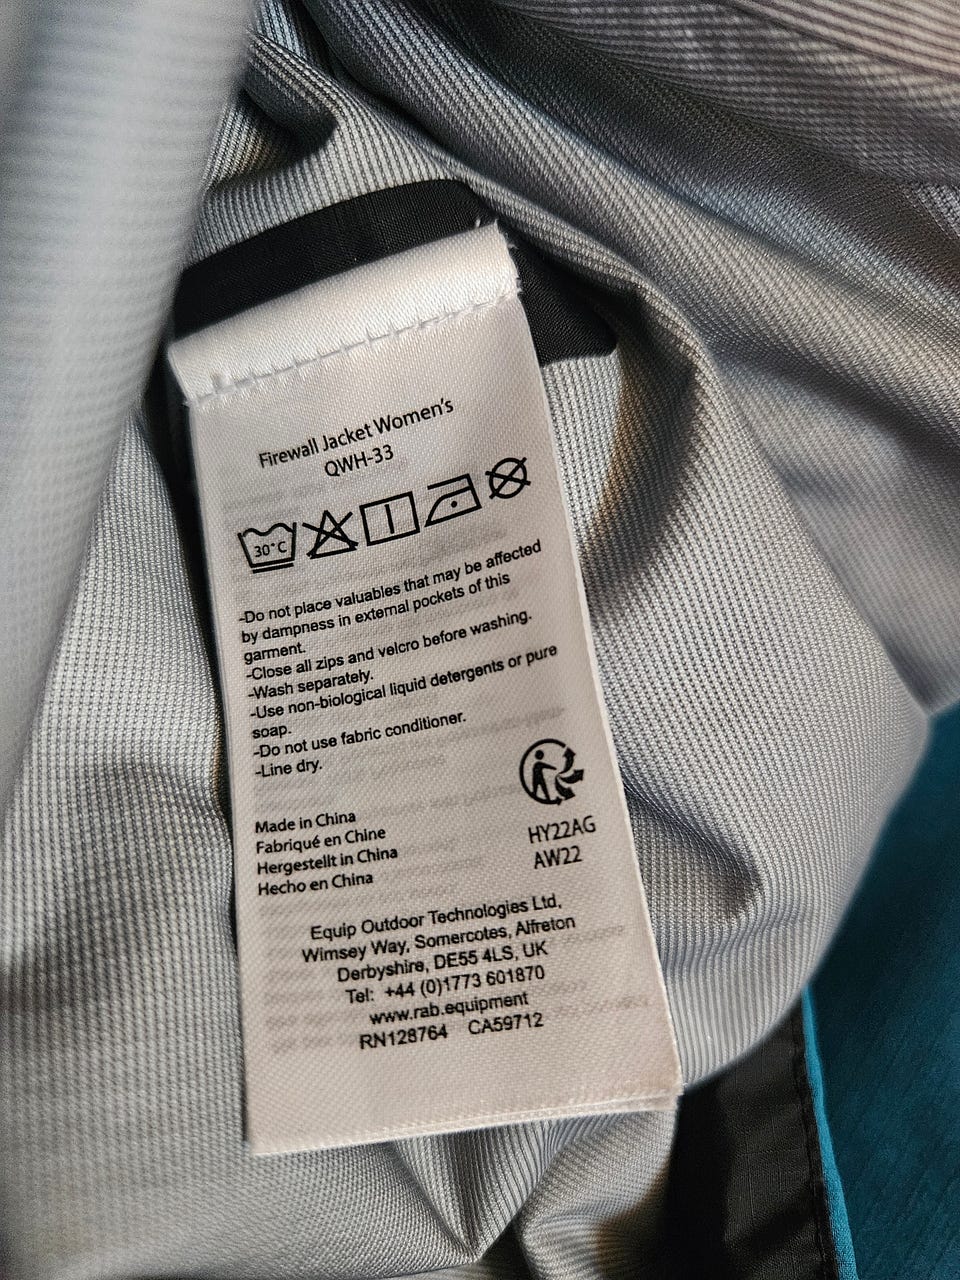 Firewall Jacket Women's
QWH-33
30°C
-Do not place valuables that may be affected
by dampness in external pockets of this
garment.
-Close all zips and velcro before washing.
-Wash separately.
-Use non-biological liquid detergents or pure
soap.
-Do not use fabric conditioner.
-Line dry.
Made in China
Fabriqué en Chine
Hergestellt in China
Hecho en China
HY22AG
AW22
Equip Outdoor Technologies Ltd,
Wimsey Way, Somercotes, Alfreton
Derbyshire, DE55 4LS, UK
Tel: +44 (0)1773 601870
www.rab.equipment
RN128764 CA59712